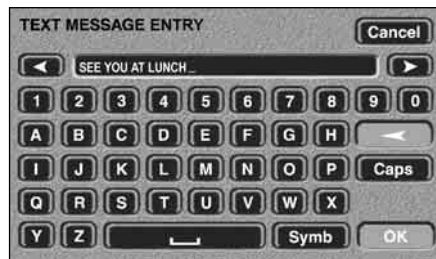 TEXT MESSAGE ENTRY Cancel
SEE YOU AT LUNCH_
1 2 3 4 5 6 7 8 9 0
A B C D E F G H
I J K L M N O P Caps
Q R S T U V W X
Y Z Symb OK